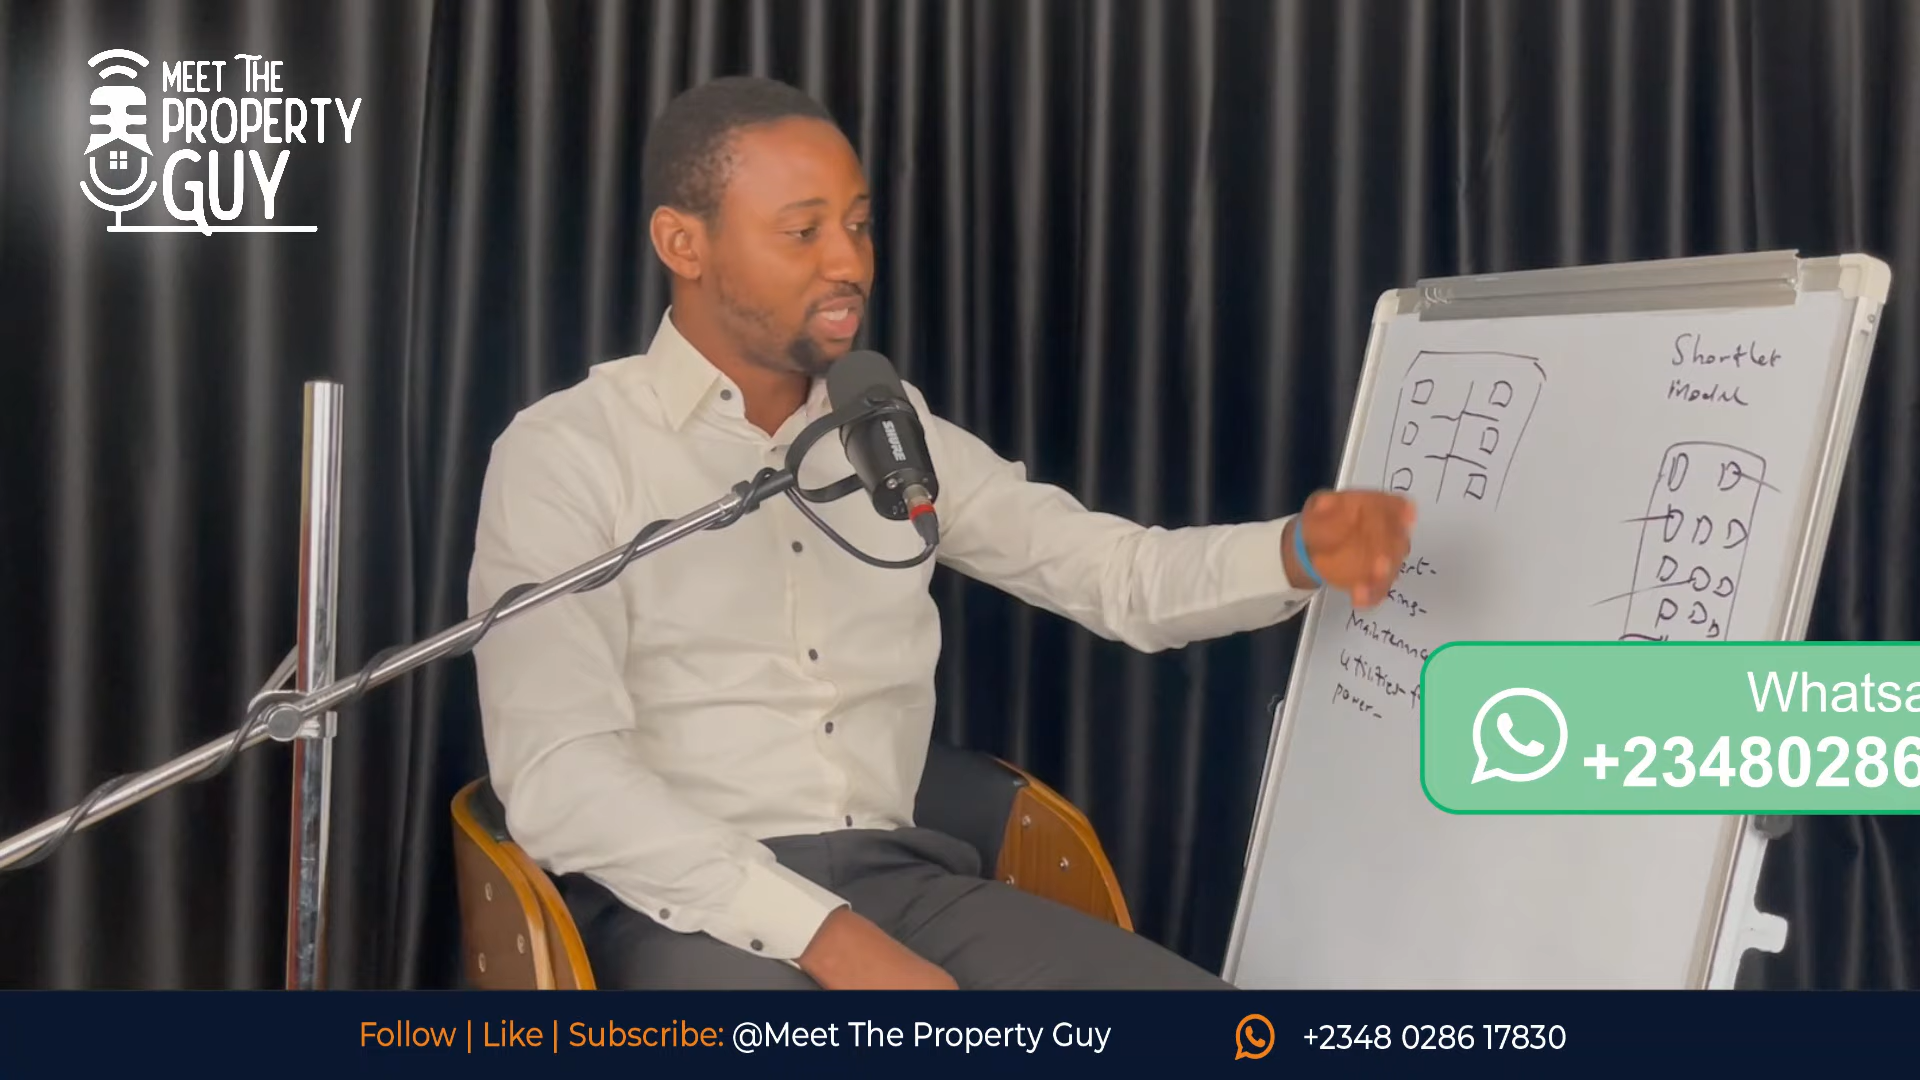 MEET THE
PROPERTY
GUY
SHURE
Shortlet
Model
Maintenance
Utilities
power-
Whatsa
+23480286
Follow | Like | Subscribe: @Meet The Property Guy
+2348 0286 17830